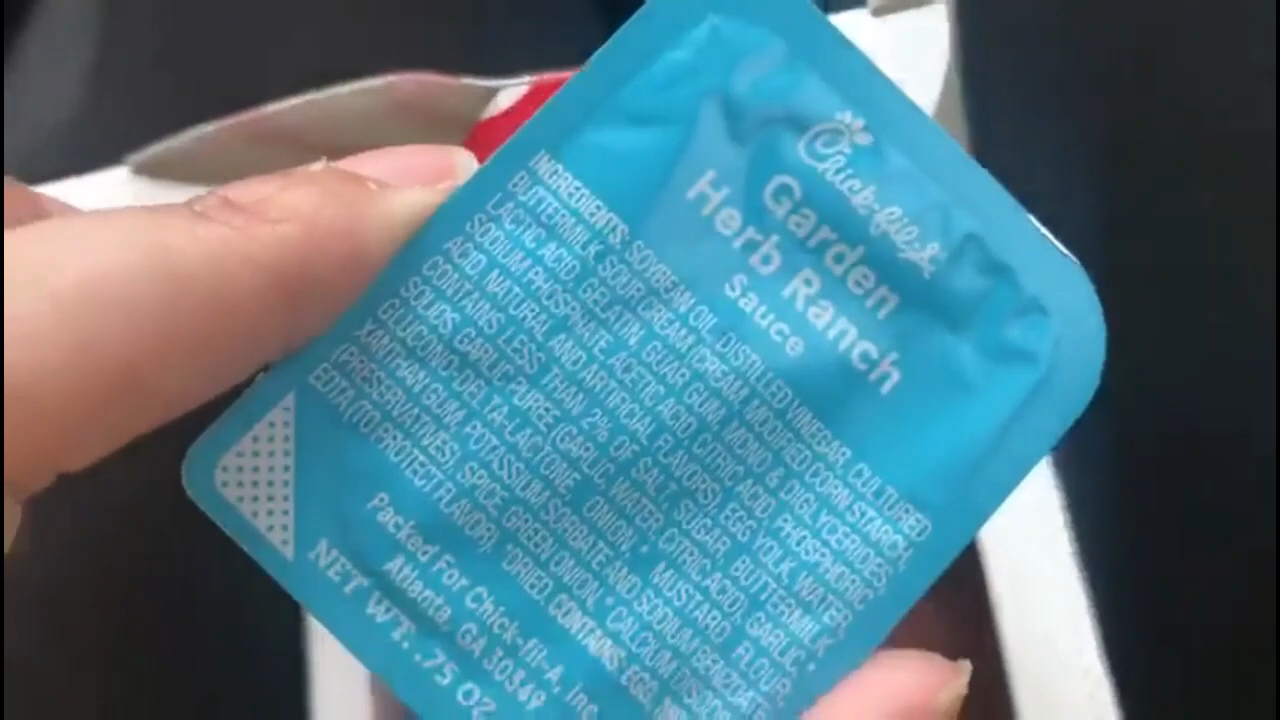 Chick-fil-A
Garden
Herb Ranch
Sauce
INGREDIENTS: SOYBEAN OIL, DISTILLED VINEGAR, CULTURED
BUTTERMILK, SOUR CREAM (CREAM, MODIFIED CORN STARCH,
LACTIC ACID, GELATIN, GUAR GUM, MONO & DIGLYCERIDES,
SODIUM PHOSPHATE, ACETIC ACID, CITRIC ACID, PHOSPHORIC
ACID, NATURAL AND ARTIFICIAL FLAVORS), EGG YOLK, WATER,
CONTAINS LESS THAN 2% OF SALT, SUGAR, BUTTERMILK
SOLIDS, GARLIC PUREE (GARLIC, WATER, CITRIC ACID), GARLIC,*
GLUCONO-DELTA-LACTONE, ONION,* MUSTARD FLOUR,
XANTHAN GUM, POTASSIUM SORBATE AND SODIUM BENZOATE
(PRESERVATIVES), SPICE, GREEN ONION,* CALCIUM DISODIUM
EDTA (TO PROTECT FLAVOR). *DRIED. CONTAINS: EGG,
Packed For Chick-fil-A, Inc.
Atlanta, GA 30349
NET WT. .75 OZ